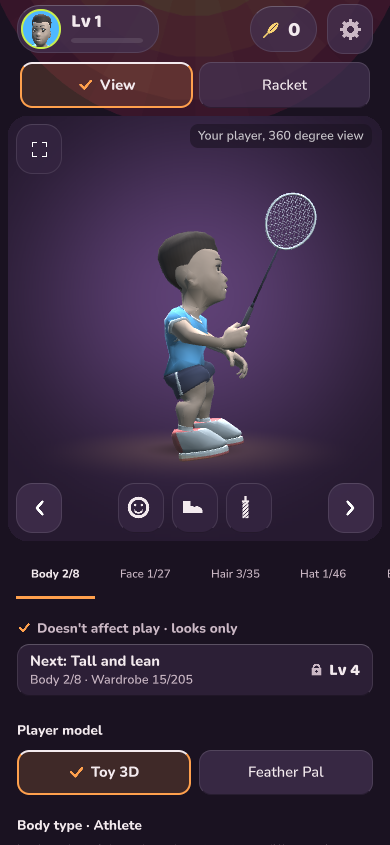 Lv 1
0
View
Racket
Your player, 360 degree view
Body 2/8
Face 1/27
Hair 3/35
Hat 1/46
Doesn't affect play · looks only
Next: Tall and lean
Body 2/8 · Wardrobe 15/205
Lv 4
Player model
Toy 3D
Feather Pal
Body type · Athlete